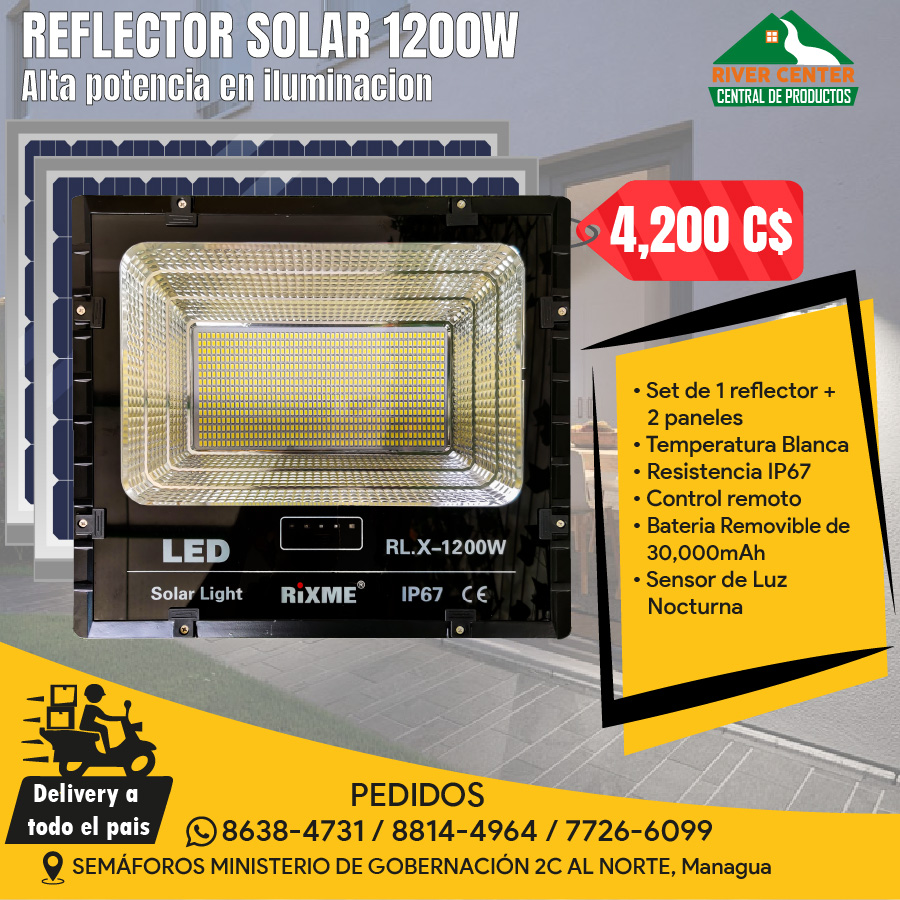 REFLECTOR SOLAR 1200W
Alta potencia en iluminacion
RIVER CENTER
CENTRAL DE PRODUCTOS
4,200 C$
• Set de 1 reflector +
2 paneles
• Temperatura Blanca
• Resistencia IP67
• Control remoto
• Bateria Removible de
30,000mAh
• Sensor de Luz
Nocturna
LED
RL.X-1200W
Solar Light RiXME® IP67 CE
Delivery a
todo el pais
PEDIDOS
8638-4731 / 8814-4964 / 7726-6099
SEMÁFOROS MINISTERIO DE GOBERNACIÓN 2C AL NORTE, Managua